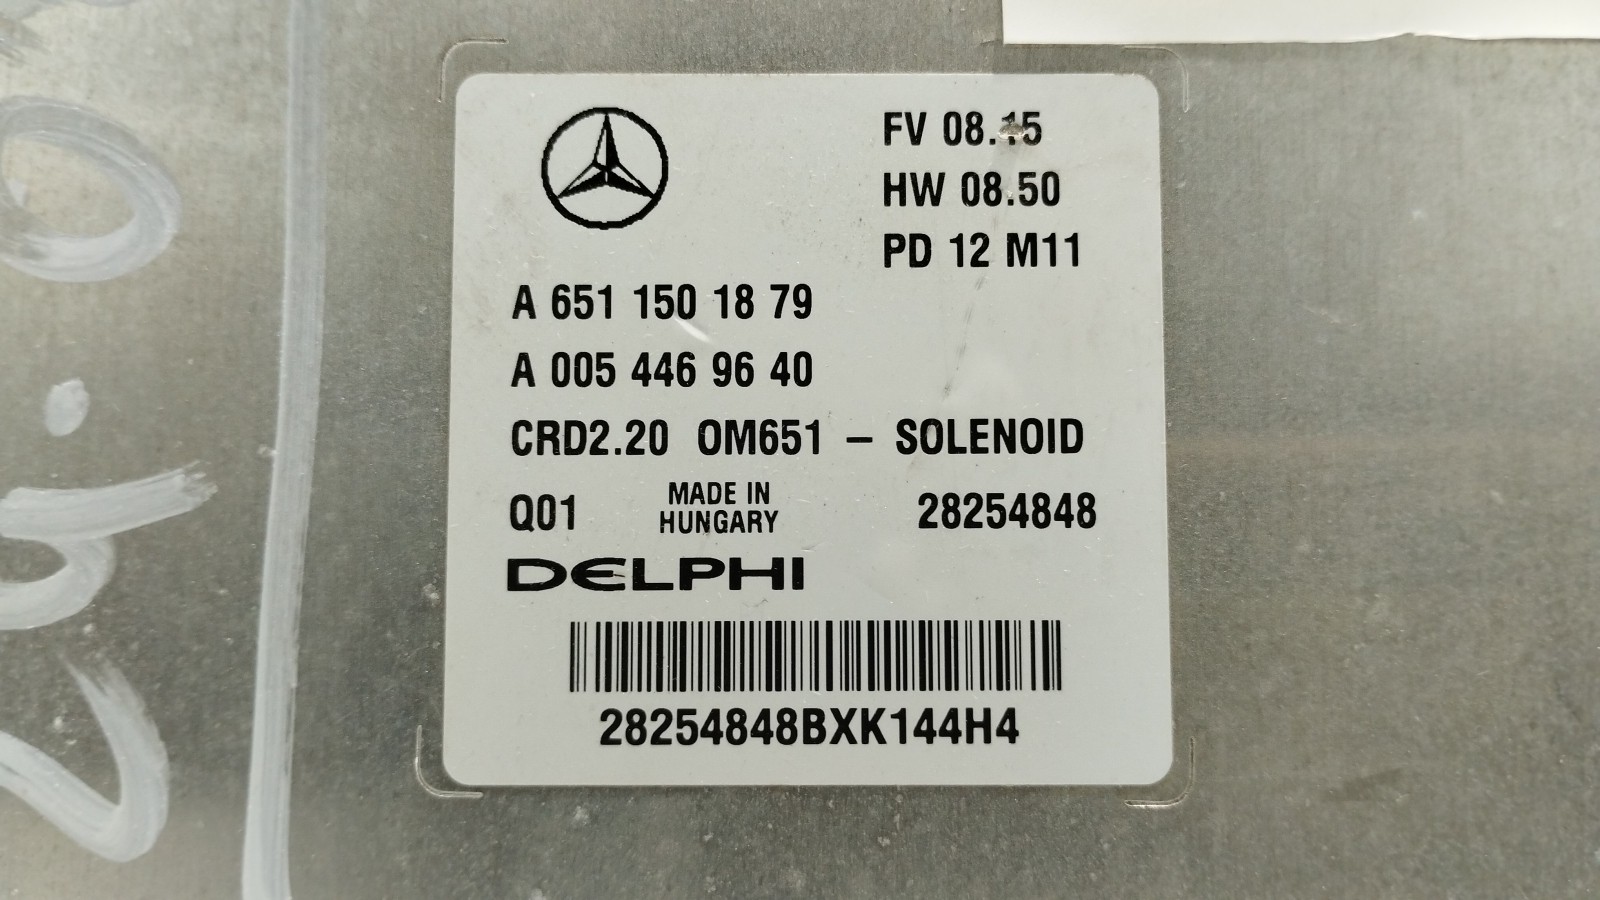 FV 08.15
HW 08.50
PD 12 M11
A 651 150 18 79
A 005 446 96 40
CRD2.20 OM651 – SOLENOID
Q01 MADE IN HUNGARY 28254848
DELPHI
28254848BXK144H4